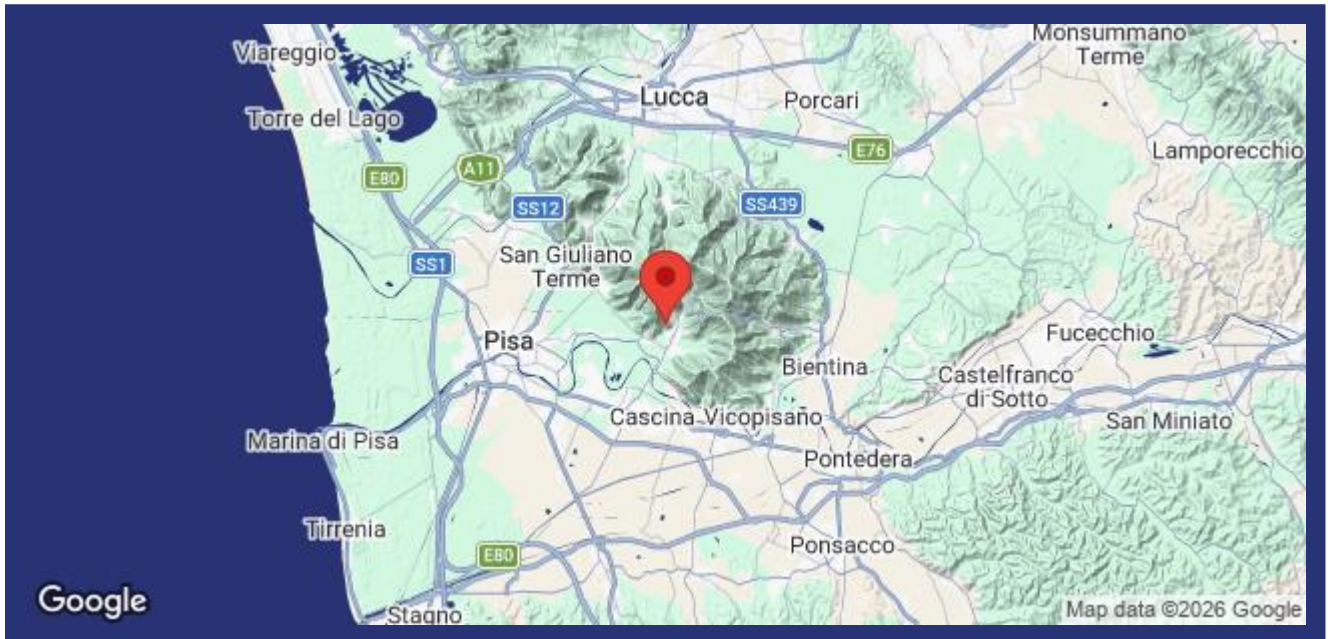 Monsummano
Terme
Viareggio
Lucca
Porcari
Torre del Lago
E76
Lamporecchio
A11
E80
SS12
SS439
San Giuliano
Terme
SS1
Pisa
Fucecchio
Bientina
Castelfranco
di Sotto
Cascina
Vicopisano
San Miniato
Marina di Pisa
Pontedera
Tirrenia
Ponsacco
E80
Google
Stagno
Map data ©2026 Google